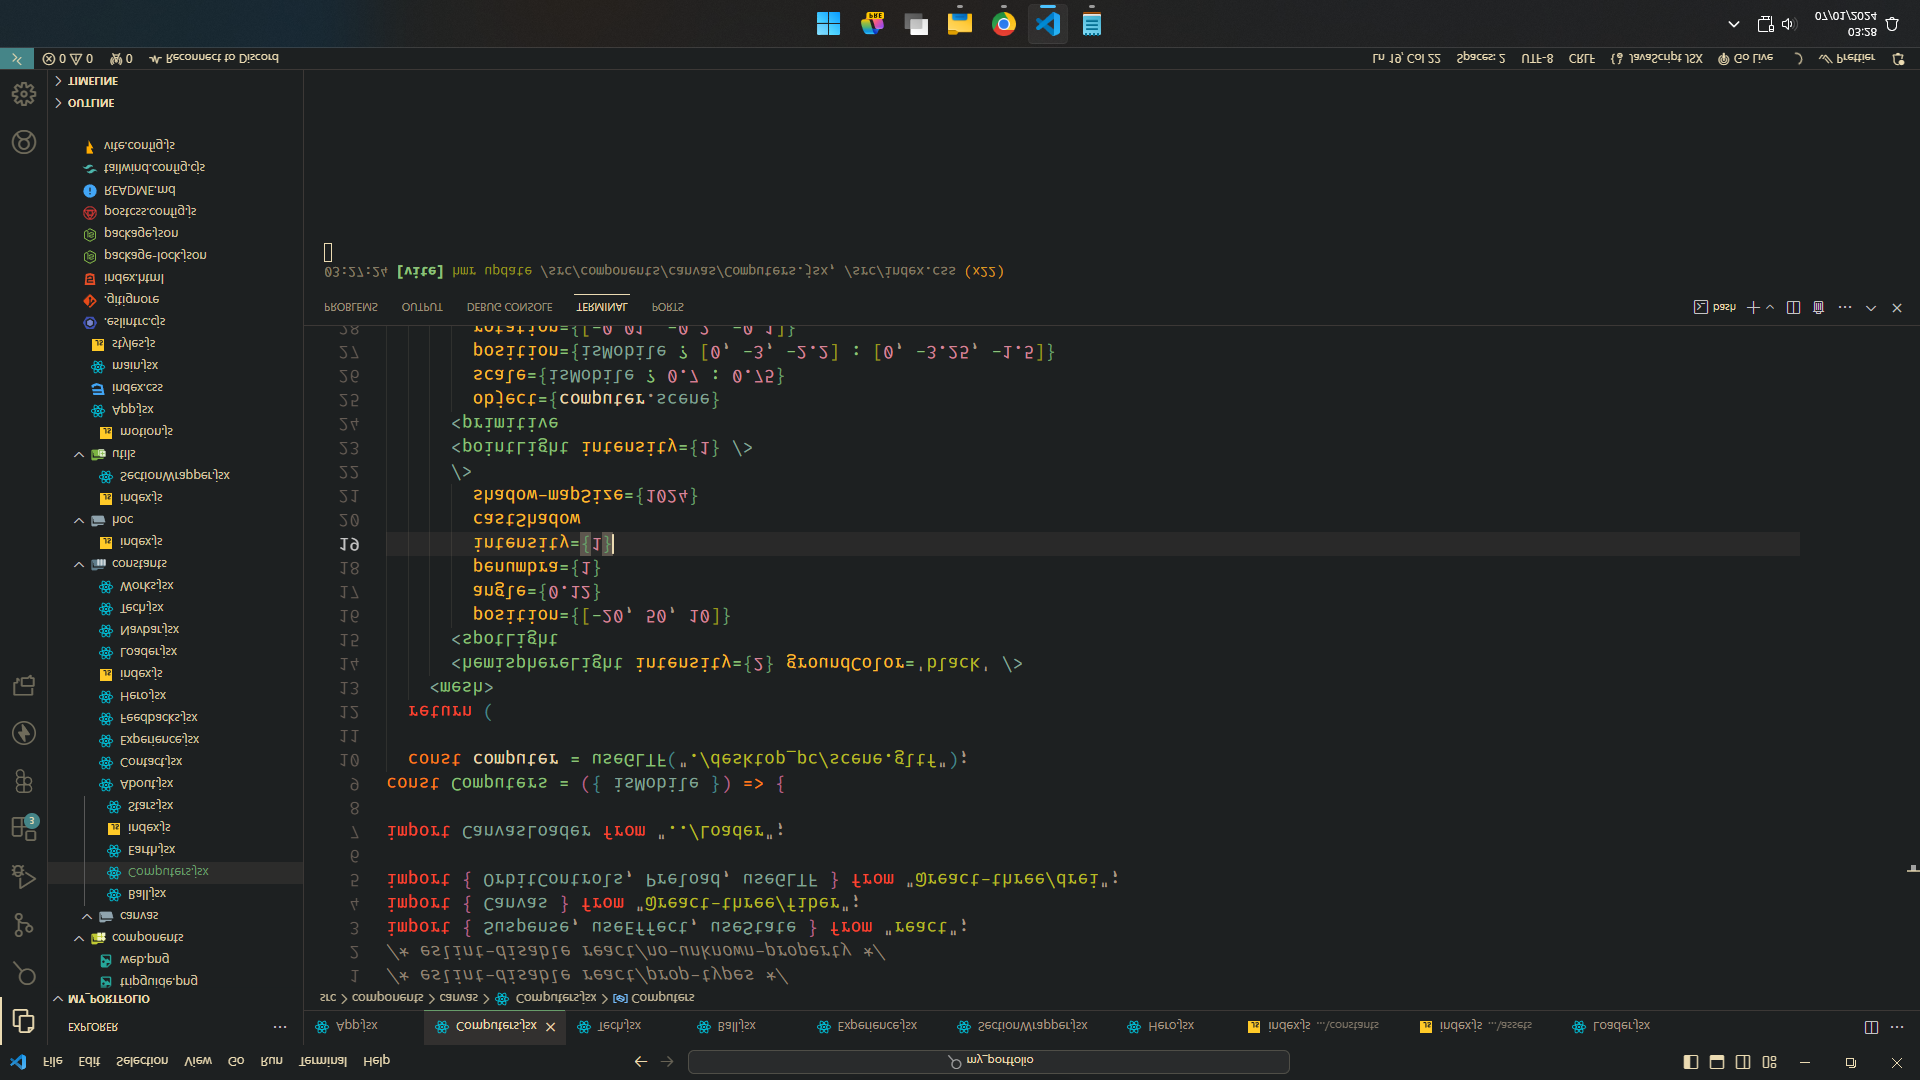 File Edit Selection View Go Run Terminal Help
my_portfolio
EXPLORER
MY_PORTFOLIO
tripguide.png
web.png
components
canvas
Ball.jsx
Computers.jsx
Earth.jsx
index.js
Stars.jsx
About.jsx
Contact.jsx
Experience.jsx
Feedbacks.jsx
Hero.jsx
index.js
Loader.jsx
Navbar.jsx
Tech.jsx
Works.jsx
constants
index.js
hoc
index.js
SectionWrapper.jsx
utils
motion.js
App.jsx
index.css
main.jsx
styles.js
.eslintrc.cjs
.gitignore
index.html
package-lock.json
package.json
postcss.config.js
README.md
tailwind.config.cjs
vite.config.js
OUTLINE
TIMELINE
3
App.jsx Computers.jsx Tech.jsx Ball.jsx Experience.jsx SectionWrapper.jsx Hero.jsx index.js ...\constants index.js ...\assets Loader.jsx
src > components > canvas > Computers.jsx > Computers
1 /* eslint-disable react/prop-types */
2 /* eslint-disable react/no-unknown-property */
3 import { Suspense, useEffect, useState } from "react";
4 import { Canvas } from "@react-three/fiber";
5 import { OrbitControls, Preload, useGLTF } from "@react-three/drei";
6
7 import CanvasLoader from "../Loader";
8
9 const Computers = ({ isMobile }) => {
10 const computer = useGLTF("./desktop_pc/scene.gltf");
11
12 return (
13 <mesh>
14 <hemisphereLight intensity={2} groundColor='black' />
15 <spotLight
16 position={[-20, 50, 10]}
17 angle={0.12}
18 penumbra={1}
19 intensity={1}
20 castShadow
21 shadow-mapSize={1024}
22 />
23 <pointLight intensity={1} />
24 <primitive
25 object={computer.scene}
26 scale={isMobile ? 0.7 : 0.75}
27 position={isMobile ? [0, -3, -2.2] : [0, -3.25, -1.5]}
28 rotation={[-0.01, -0.2, -0.1]}
PROBLEMS OUTPUT DEBUG CONSOLE TERMINAL PORTS
bash
03:27:24 [vite] hmr update /src/components/canvas/Computers.jsx, /src/index.css (x22)
0 0 0 Reconnect to Discord
Ln 19, Col 22 Spaces: 2 UTF-8 CRLF JavaScript JSX Go Live Prettier
PRE
03:28
07/01/2024